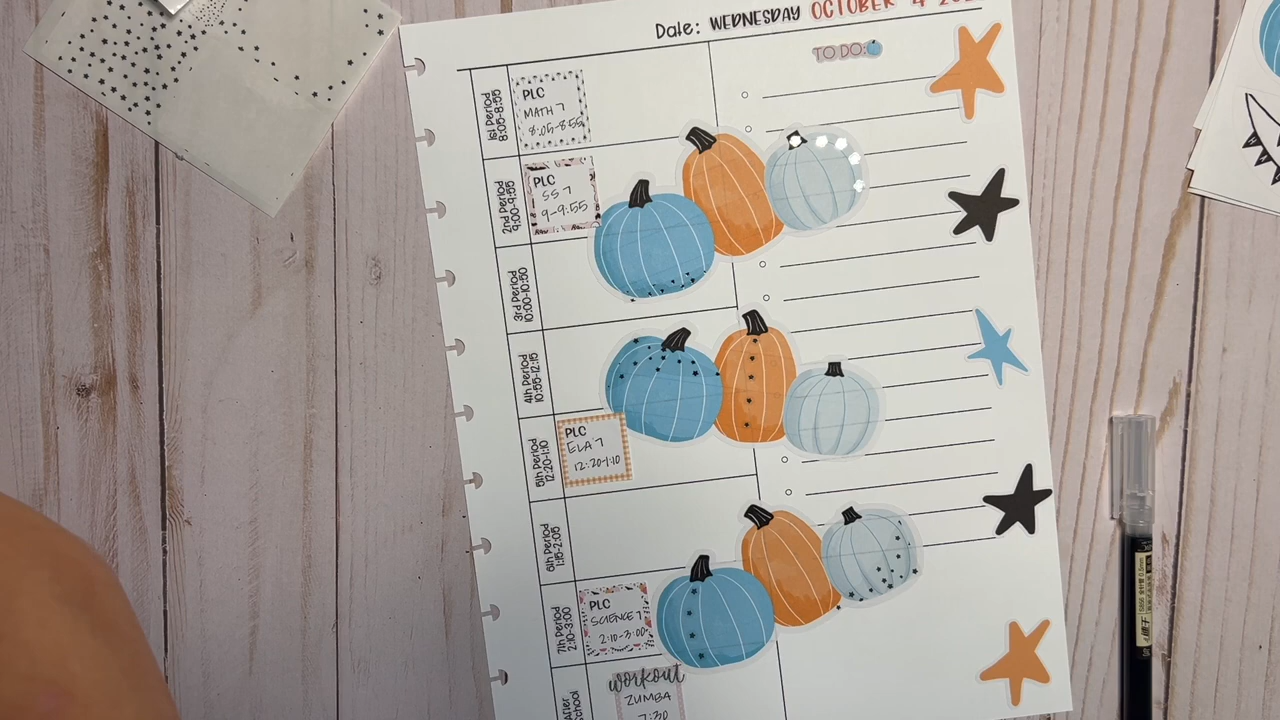 Date: WEDNESDAY OCTOBER 4
TO DO:
1st Period
8:05-8:55
PLC
MATH 7
8:05-8:55
2nd Period
9:00-9:55
PLC
SS 7
9-9:55
3rd Period
10:00-10:50
4th Period
10:55-12:15
5th Period
12:20-1:10
PLC
ELA 7
12:20-1:10
6th Period
1:15-2:05
7th Period
2:10-3:00
PLC
SCIENCE 7
2:10-3:00
After
School
workout
ZUMBA
7:30